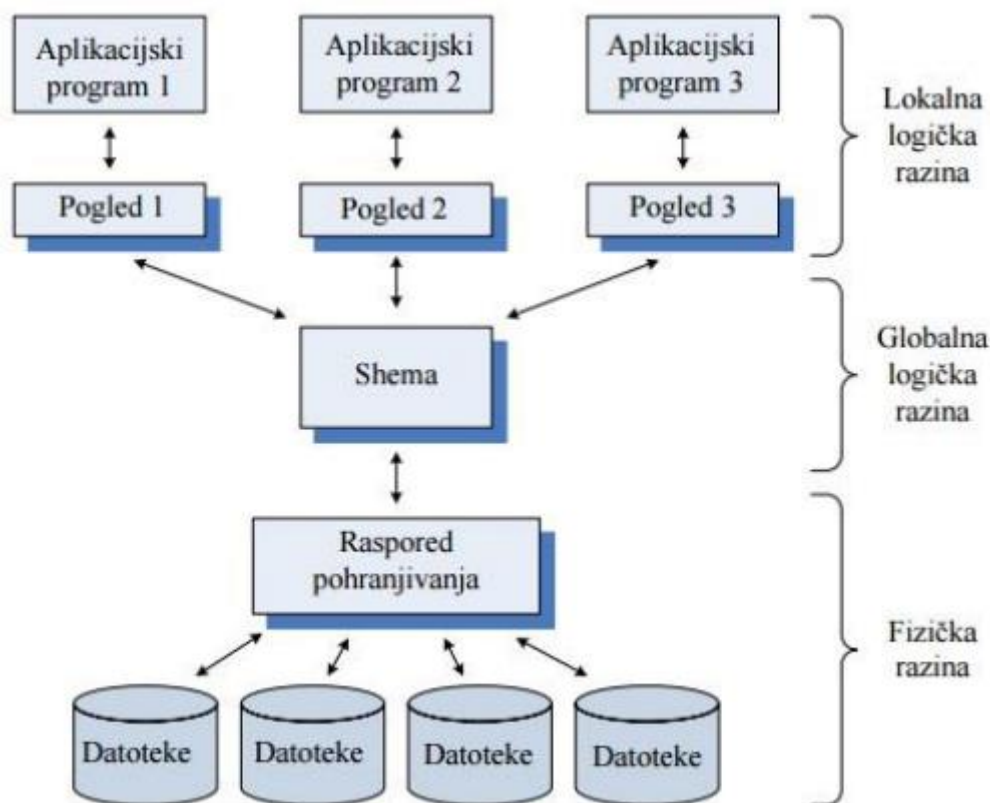 Aplikacijski
program 1
Aplikacijski
program 2
Aplikacijski
program 3
Lokalna
logička
razina
Pogled 1
Pogled 2
Pogled 3
Shema
Globalna
logička
razina
Raspored
pohranjivanja
Fizička
razina
Datoteke
Datoteke
Datoteke
Datoteke